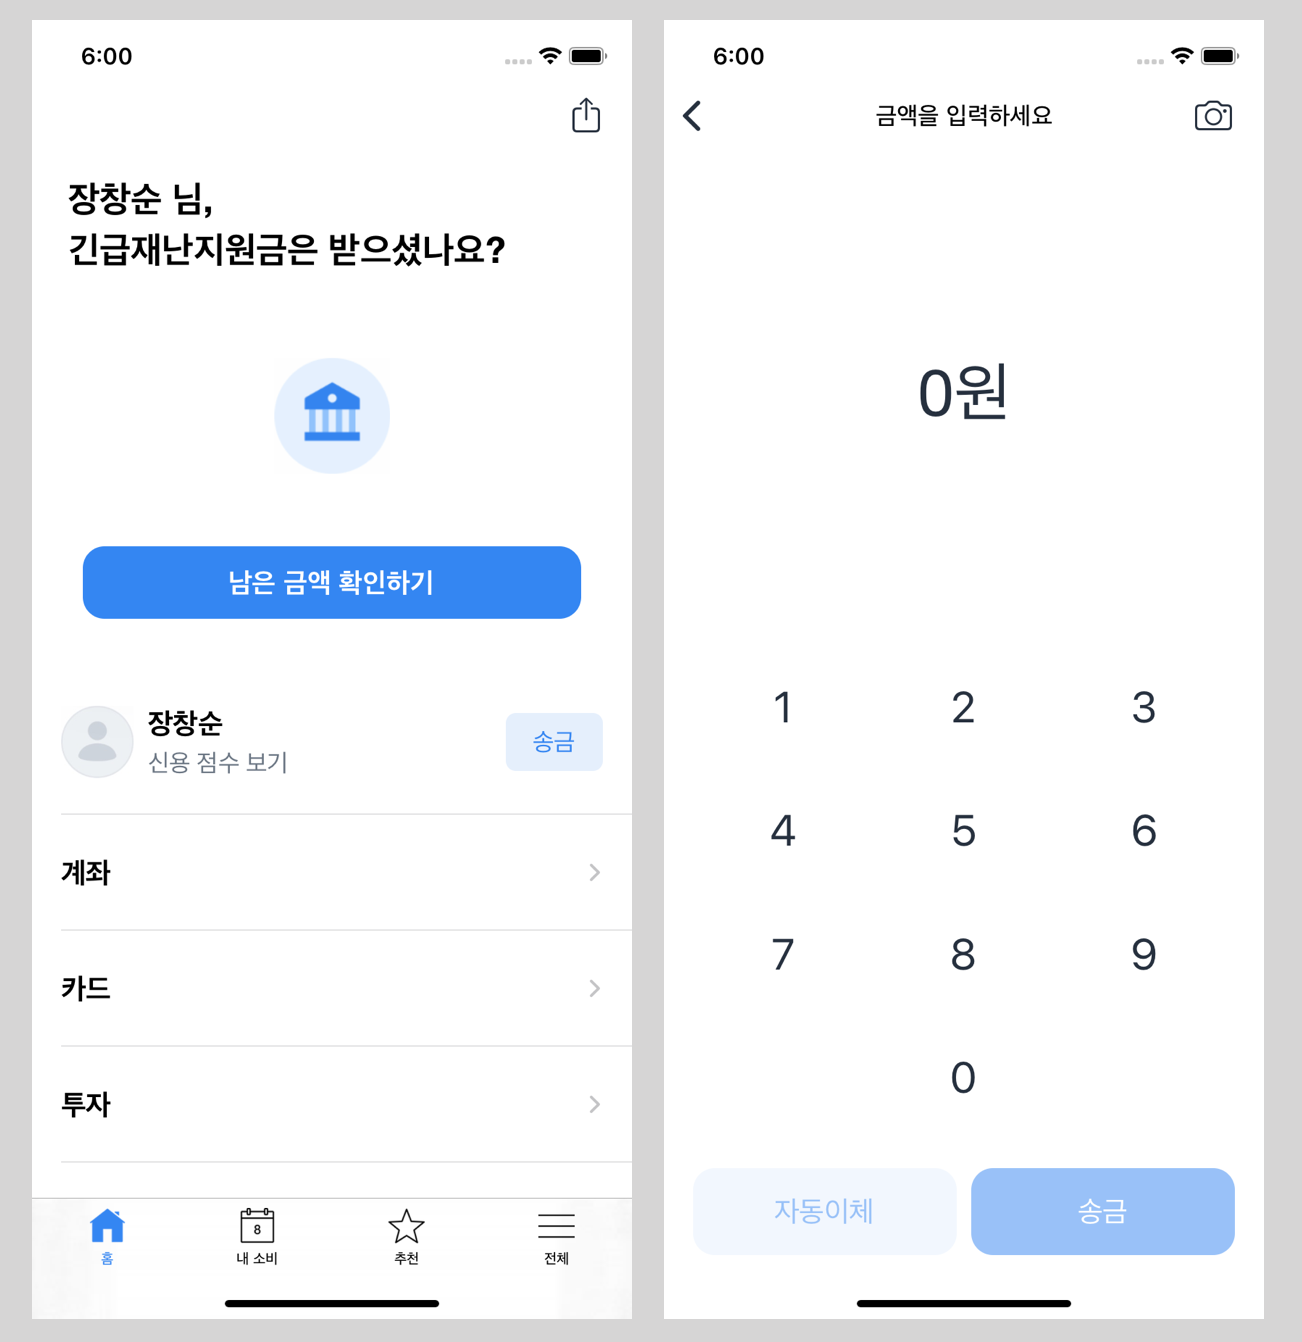 6:00
장창순 님,
긴급재난지원금은 받으셨나요?
남은 금액 확인하기
장창순
신용 점수 보기
송금
계좌
카드
투자
홈
8
내 소비
추천
전체
6:00
금액을 입력하세요
0원
1 2 3
4 5 6
7 8 9
0
자동이체
송금